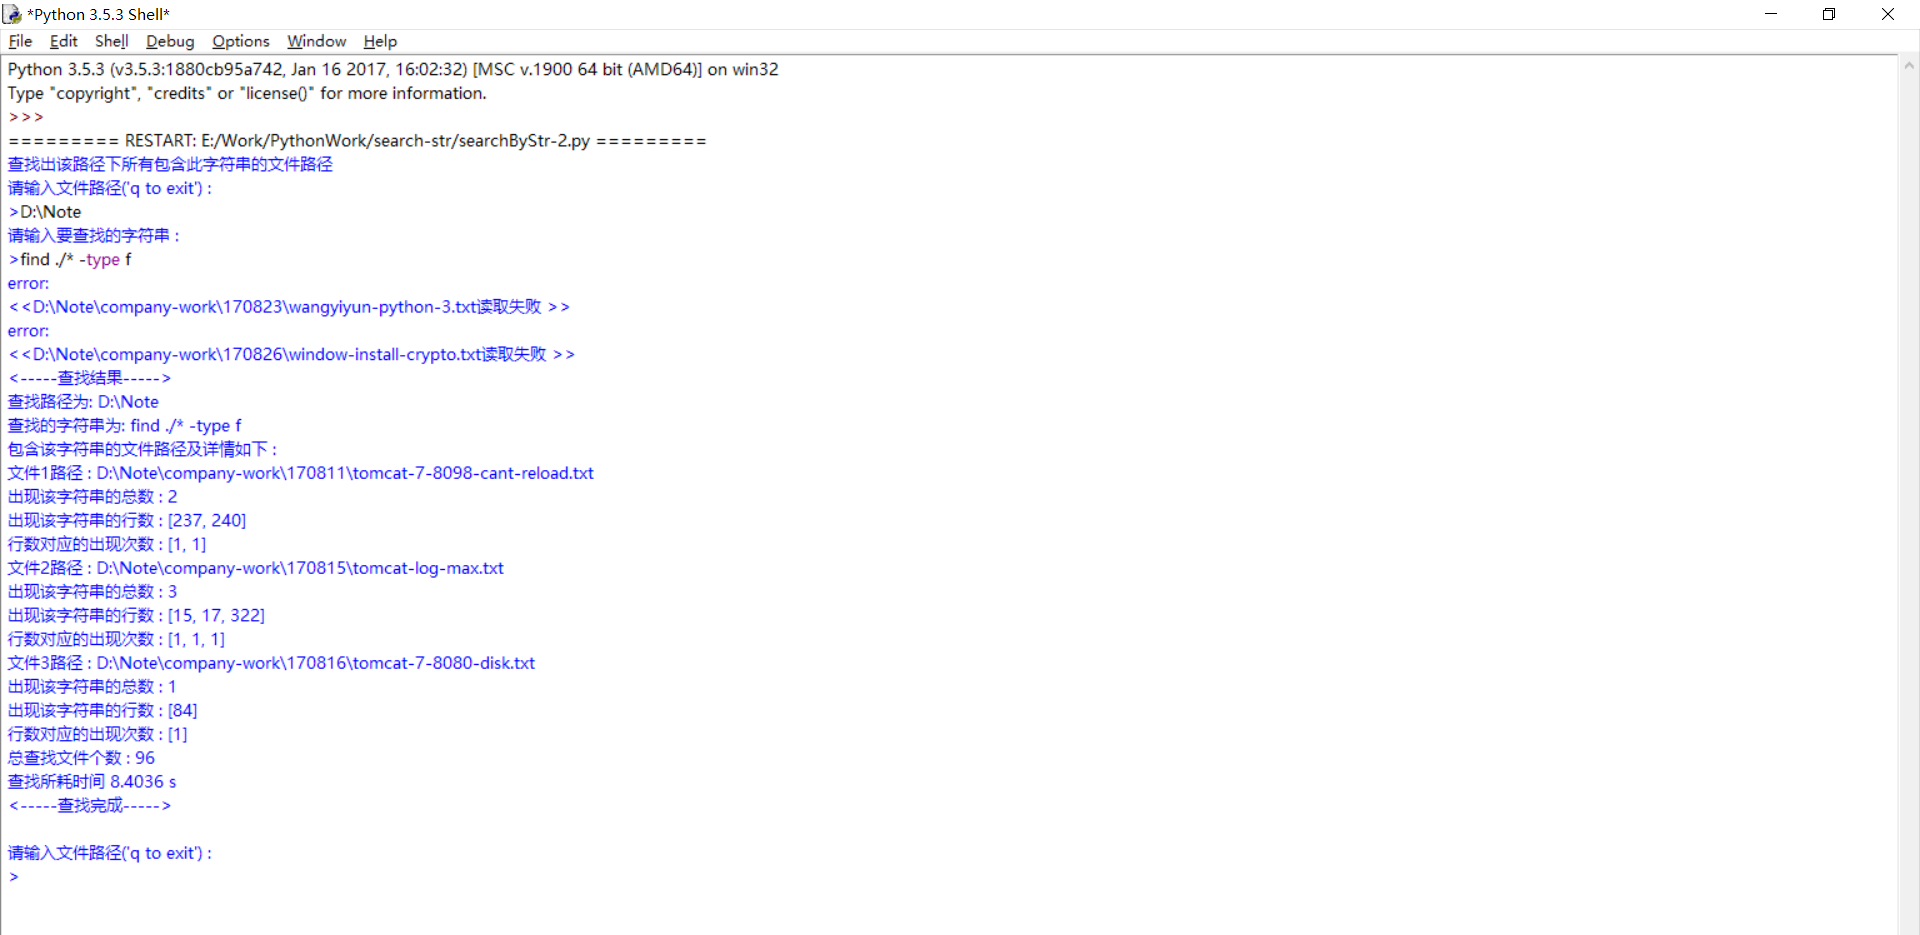 *Python 3.5.3 Shell*
File Edit Shell Debug Options Window Help
Python 3.5.3 (v3.5.3:1880cb95a742, Jan 16 2017, 16:02:32) [MSC v.1900 64 bit (AMD64)] on win32
Type "copyright", "credits" or "license()" for more information.
>>>
========= RESTART: E:/Work/PythonWork/search-str/searchByStr-2.py =========
查找出该路径下所有包含此字符串的文件路径
请输入文件路径('q to exit') :
>D:\Note
请输入要查找的字符串 :
>find ./* -type f
error:
<<D:\Note\company-work\170823\wangyiyun-python-3.txt读取失败 >>
error:
<<D:\Note\company-work\170826\window-install-crypto.txt读取失败 >>
<-----查找结果----->
查找路径为: D:\Note
查找的字符串为: find ./* -type f
包含该字符串的文件路径及详情如下 :
文件1路径 : D:\Note\company-work\170811\tomcat-7-8098-cant-reload.txt
出现该字符串的总数 : 2
出现该字符串的行数 : [237, 240]
行数对应的出现次数 : [1, 1]
文件2路径 : D:\Note\company-work\170815\tomcat-log-max.txt
出现该字符串的总数 : 3
出现该字符串的行数 : [15, 17, 322]
行数对应的出现次数 : [1, 1, 1]
文件3路径 : D:\Note\company-work\170816\tomcat-7-8080-disk.txt
出现该字符串的总数 : 1
出现该字符串的行数 : [84]
行数对应的出现次数 : [1]
总查找文件个数 : 96
查找所耗时间 8.4036 s
<-----查找完成----->
请输入文件路径('q to exit') :
>